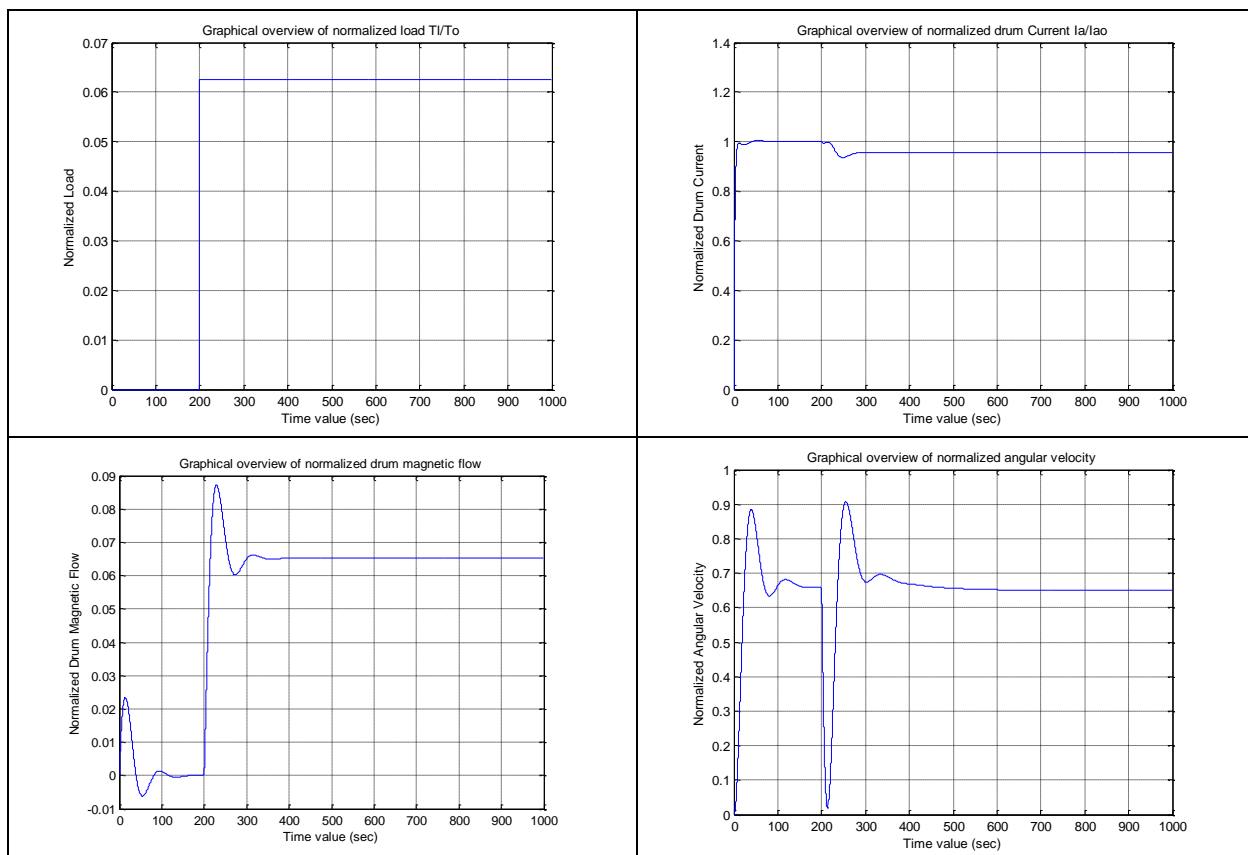 Graphical overview of normalized load Tl/To
0.07
0.06
0.05
0.04
0.03
0.02
0.01
0
Normalized Load
0 100 200 300 400 500 600 700 800 900 1000
Time value (sec)
Graphical overview of normalized drum Current Ia/Iao
1.4
1.2
1
0.8
0.6
0.4
0.2
0
Normalized Drum Current
0 100 200 300 400 500 600 700 800 900 1000
Time value (sec)
Graphical overview of normalized drum magnetic flow
0.09
0.08
0.07
0.06
0.05
0.04
0.03
0.02
0.01
0
-0.01
Normalized Drum Magnetic Flow
0 100 200 300 400 500 600 700 800 900 1000
Time value (sec)
Graphical overview of normalized angular velocity
1
0.9
0.8
0.7
0.6
0.5
0.4
0.3
0.2
0.1
0
Normalized Angular Velocity
0 100 200 300 400 500 600 700 800 900 1000
Time value (sec)